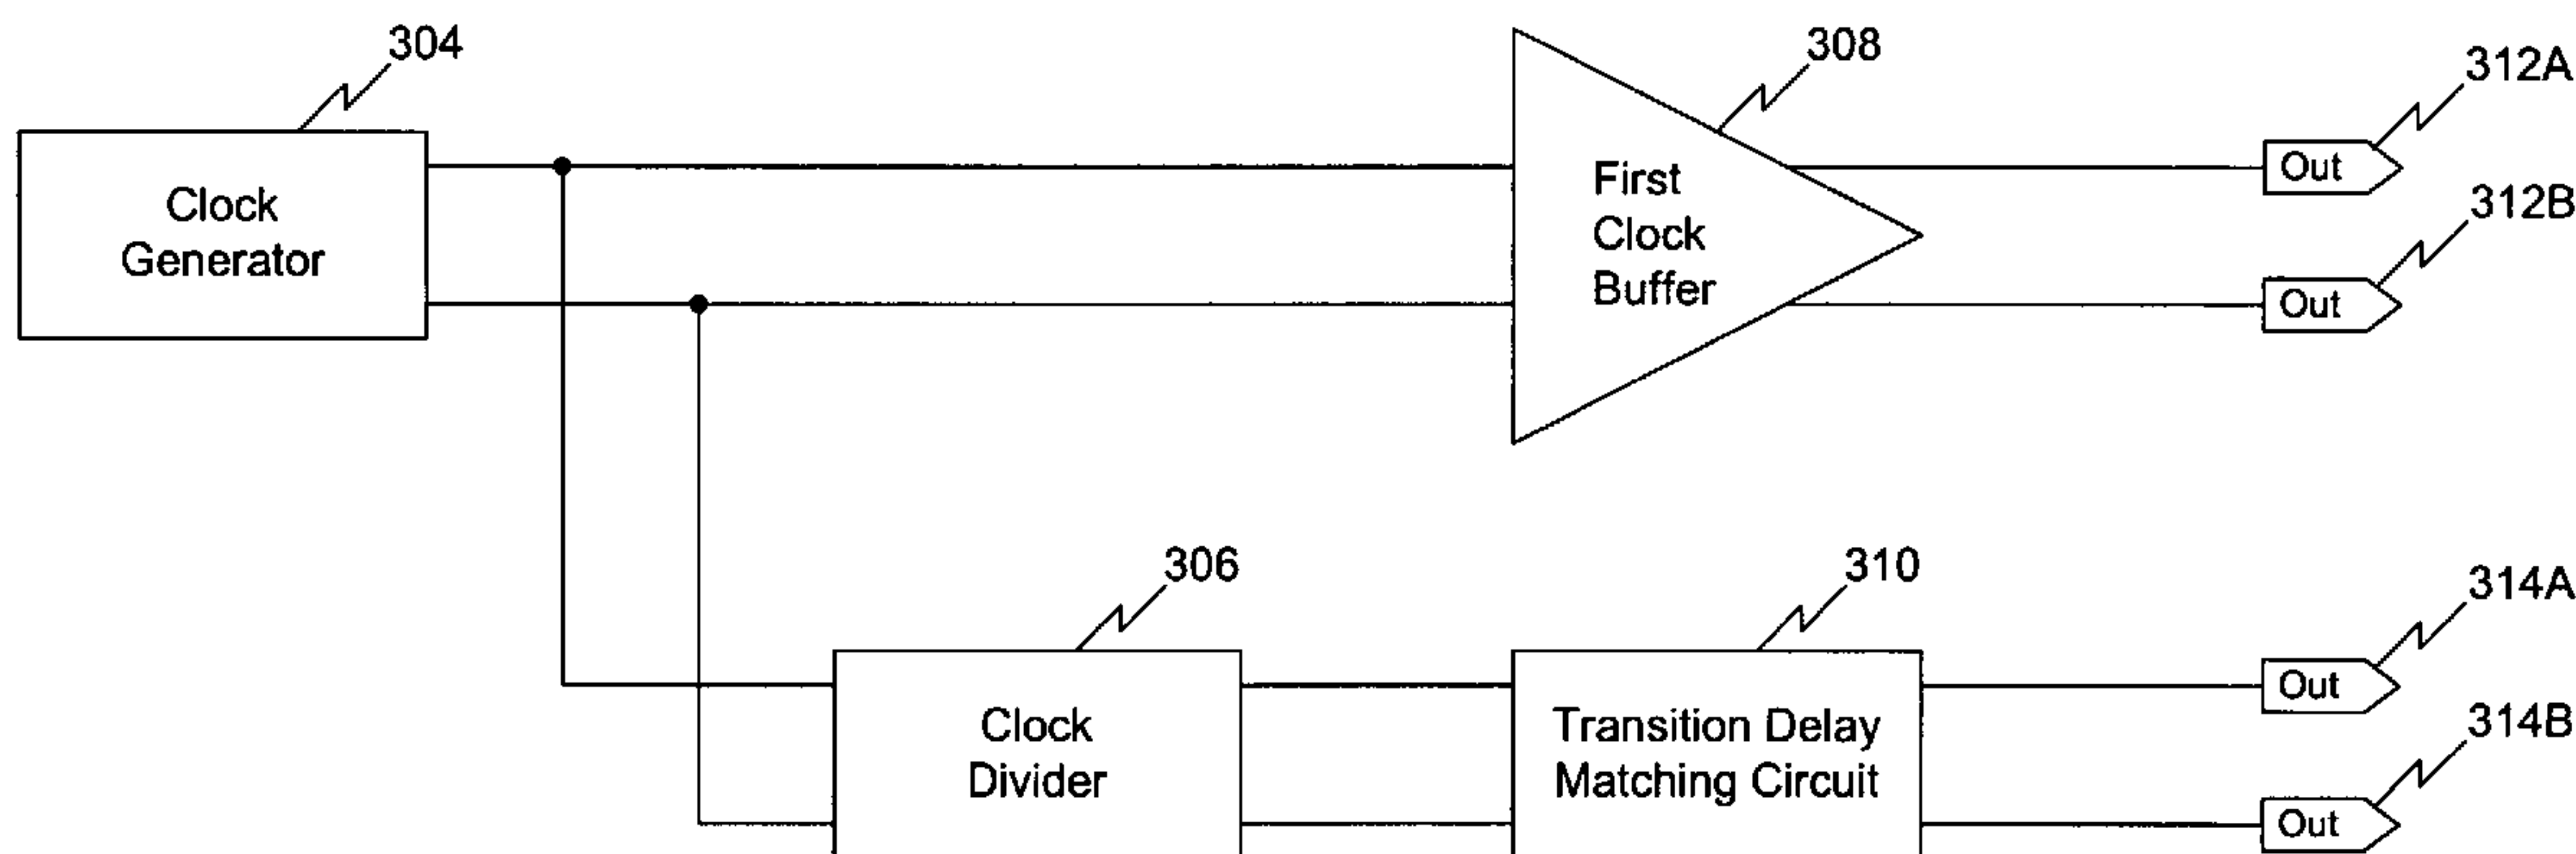 304
308
312A
Clock
Generator
First
Clock
Buffer
Out
312B
Out
306
310
314A
Clock
Divider
Transition Delay
Matching Circuit
Out
314B
Out